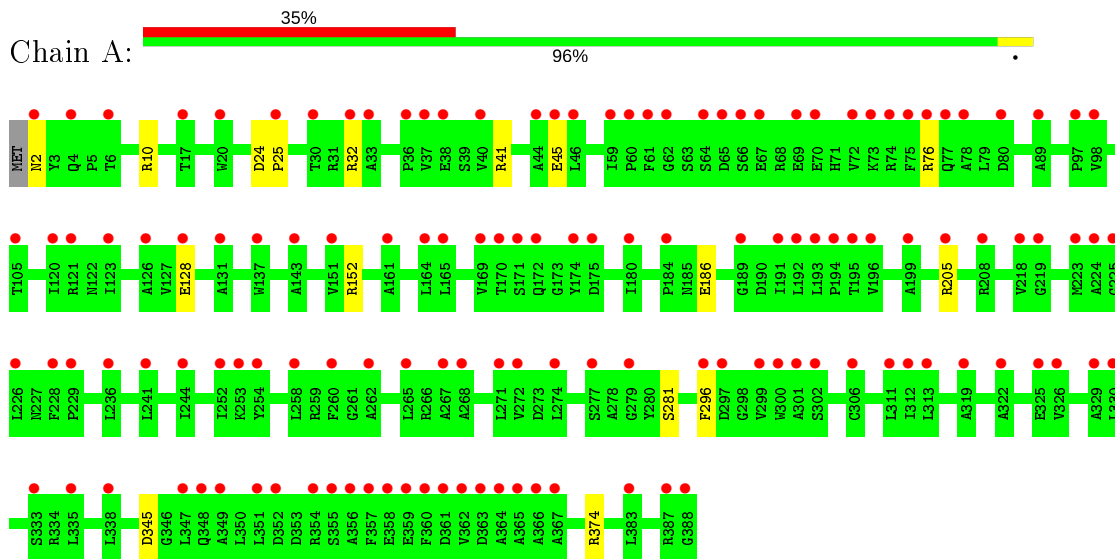 35%
Chain A:
96%
•
MET N2 Y3 Q4 P5 T6 R10 T17 W20 D24 P25 T30 R31 R32 A33 P36 V37 E38 S39 V40 R41 A44 E45 L46 I59 P60 F61 G62 S63 S64 D65 S66 E67 R68 E69 E70 H71 V72 K73 R74 F75 R76 Q77 A78 L79 D80 A89 P97 V98
T105 I120 R121 N122 I123 A126 V127 E128 A131 W137 A143 V151 R152 A161 L164 L165 V169 T170 S171 Q172 G173 Y174 D175 I180 P184 N185 E186 G189 D190 I191 L192 L193 P194 T195 V196 A199 R205 R208 V218 G219 M223 A224 G225
L226 N227 F228 P229 L236 L241 I244 I252 K253 Y254 L258 R259 F260 G261 A262 L265 R266 A267 A268 L271 V272 D273 L274 S277 A278 G279 Y280 S281 F296 D297 G298 V299 W300 A301 S302 C306 L311 I312 L313 A319 A322 E325 V326 A329 L330
S333 R334 L335 L338 D345 G346 L347 Q348 A349 L350 L351 D352 D353 R354 S355 A356 F357 E358 E359 F360 D361 V362 D363 A364 A365 A366 A367 R374 L383 R387 G388